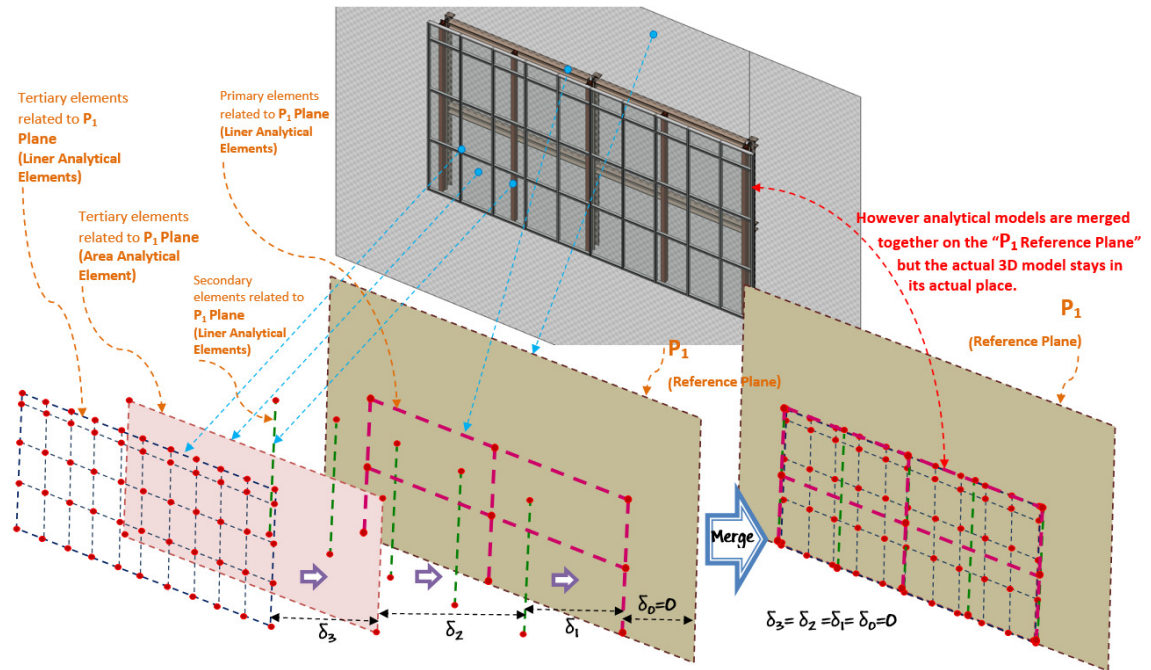 Tertiary elements
related to P₁
Plane
(Liner Analytical
Elements)
Primary elements
related to P₁ Plane
(Liner Analytical
Elements)
Tertiary elements
related to P₁ Plane
(Area Analytical
Element)
Secondary
elements related to
P₁ Plane
(Liner Analytical
Elements)
However analytical models are merged
together on the “P₁ Reference Plane”
but the actual 3D model stays in
its actual place.
P₁
(Reference Plane)
P₁
(Reference Plane)
Merge
δ₃
δ₂
δ₁
δ₀=0
δ₃= δ₂ =δ₁= δ₀=0